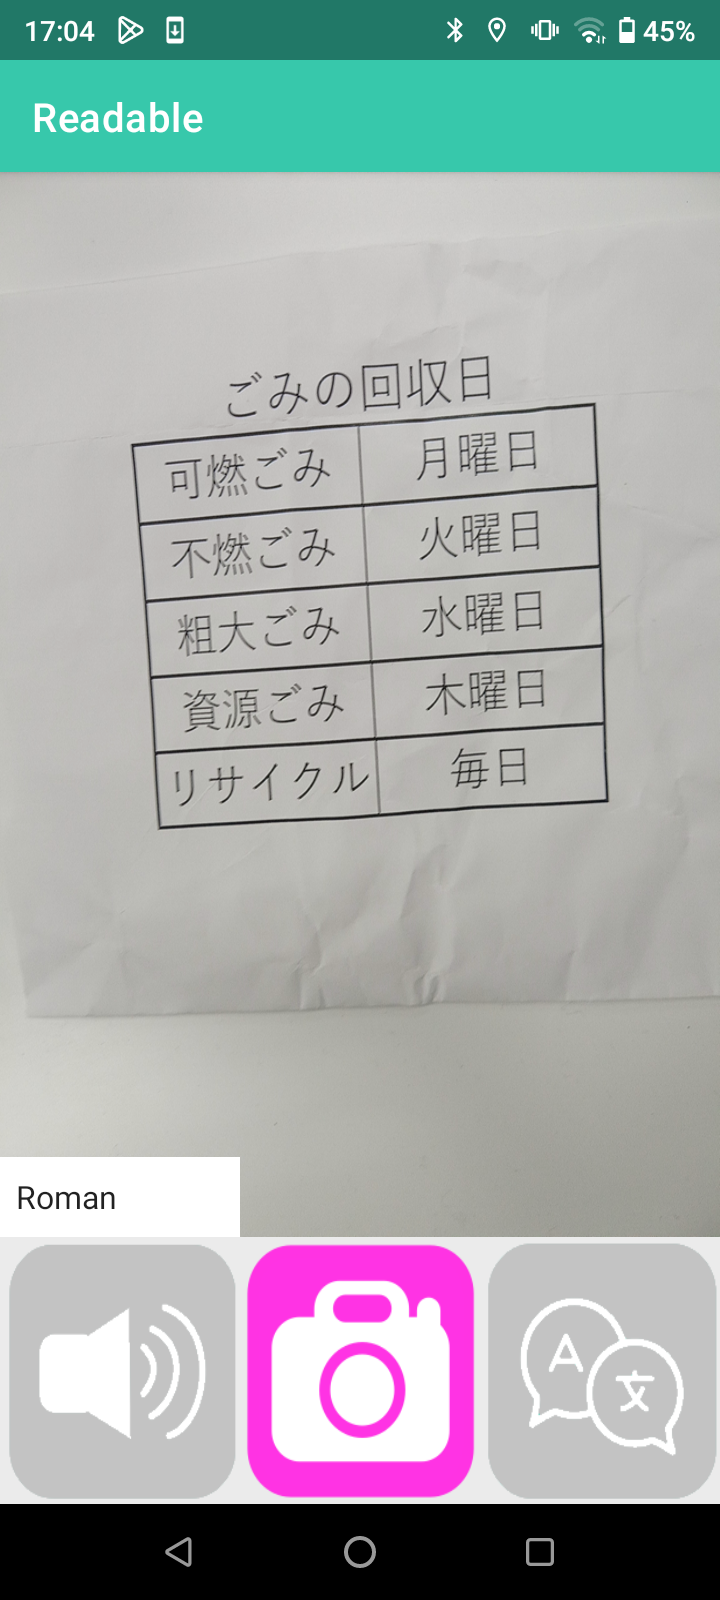 17:04
45%
Readable
ごみの回収日
可燃ごみ 月曜日
不燃ごみ 火曜日
粗大ごみ 水曜日
資源ごみ 木曜日
リサイクル 毎日
Roman
A 文